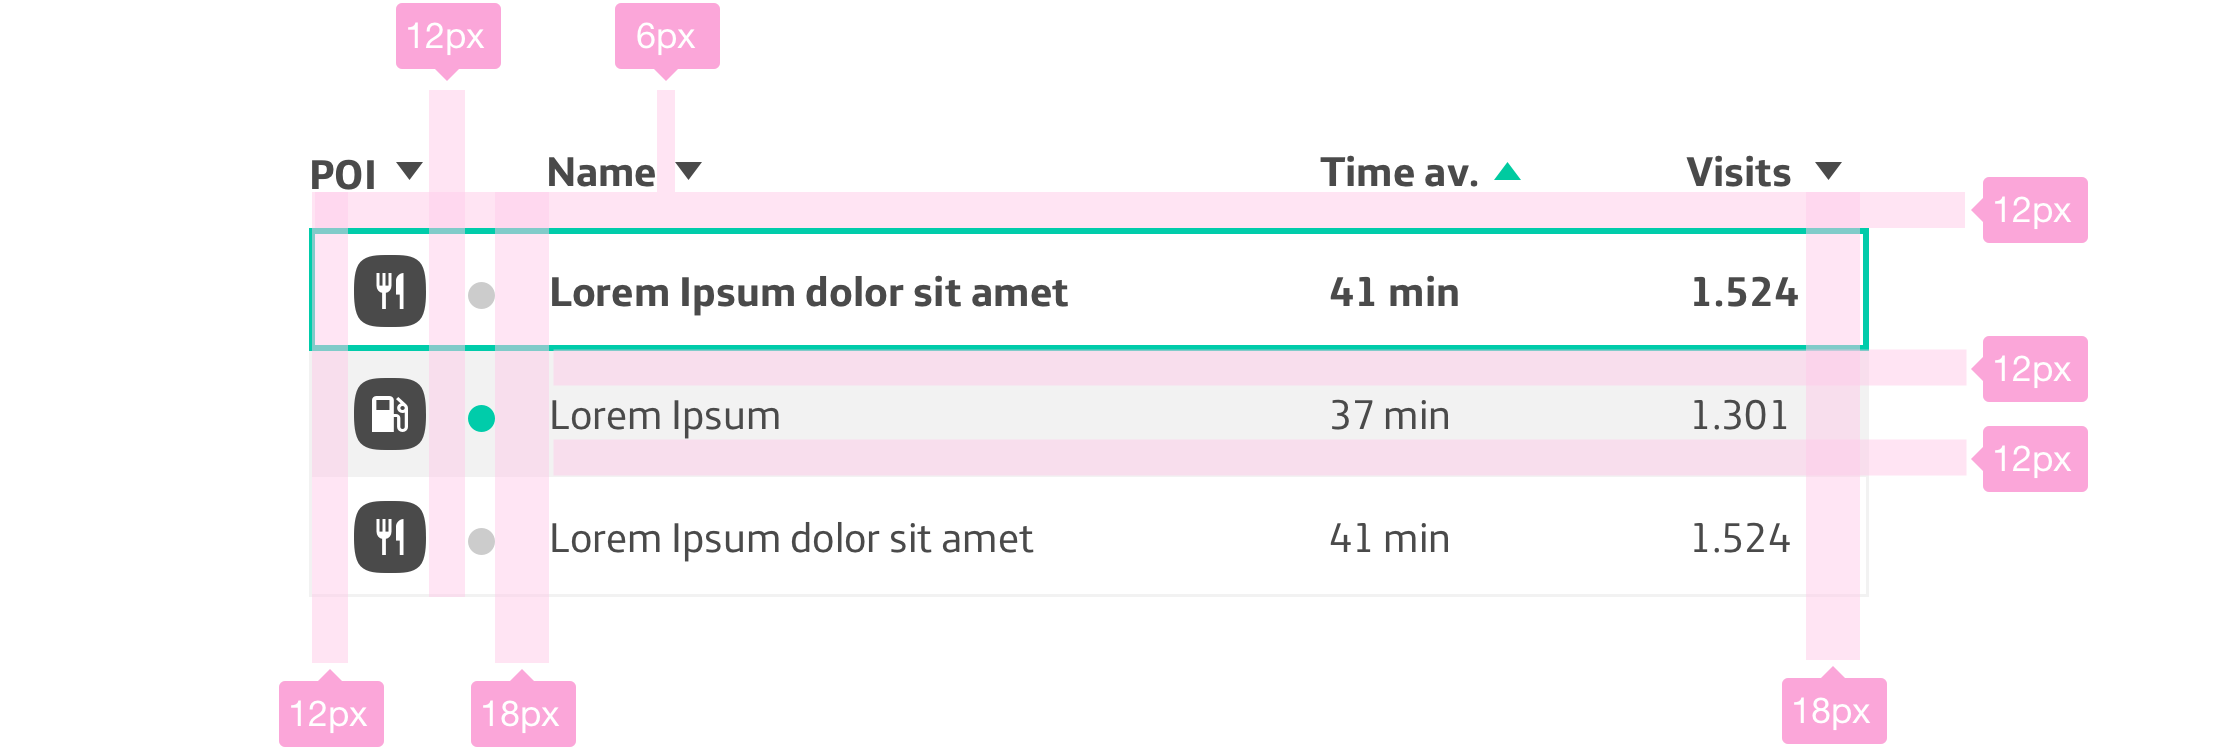 12px 6px
POI Name Time av. Visits
12px
Lorem Ipsum dolor sit amet 41 min 1.524
12px
Lorem Ipsum 37 min 1.301
12px
Lorem Ipsum dolor sit amet 41 min 1.524
12px 18px 18px